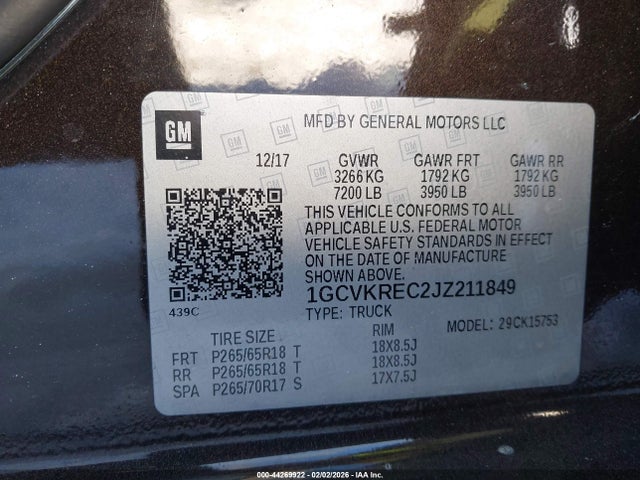 GM
MFD BY GENERAL MOTORS LLC
12/17 GVWR GAWR FRT GAWR RR
3266 KG 1792 KG 1792 KG
7200 LB 3950 LB 3950 LB
THIS VEHICLE CONFORMS TO ALL
APPLICABLE U.S. FEDERAL MOTOR
VEHICLE SAFETY STANDARDS IN EFFECT
ON THE DATE OF MANUFACTURE
SHOWN ABOVE.
1GCVKREC2JZ211849
439C
TYPE: TRUCK
MODEL: 29CK15753
TIRE SIZE RIM
FRT P265/65R18 T 18X8.5J
RR P265/65R18 T 18X8.5J
SPA P265/70R17 S 17X7.5J
000-44269922 - 02/02/2026 - IAA Inc.